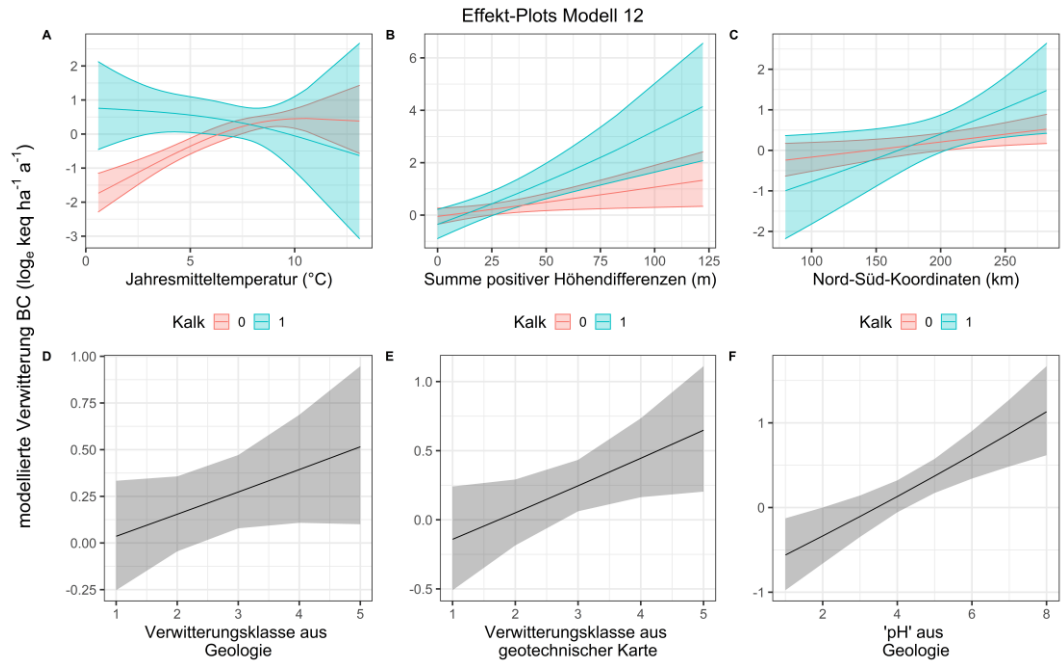 Effekt-Plots Modell 12
modellierte Verwitterung BC (logₑ keq ha⁻¹ a⁻¹)
A
2
1
0
-1
-2
-3
0
5
10
Jahresmitteltemperatur (°C)
Kalk 0 1
B
6
4
2
0
0 25 50 75 100 125
Summe positiver Höhendifferenzen (m)
Kalk 0 1
C
2
1
0
-1
-2
100 150 200 250
Nord-Süd-Koordinaten (km)
Kalk 0 1
D
1.00
0.75
0.50
0.25
0.00
-0.25
1 2 3 4 5
Verwitterungsklasse aus
Geologie
E
1.0
0.5
0.0
-0.5
1 2 3 4 5
Verwitterungsklasse aus
geotechnischer Karte
F
1
0
-1
2 4 6 8
'pH' aus
Geologie